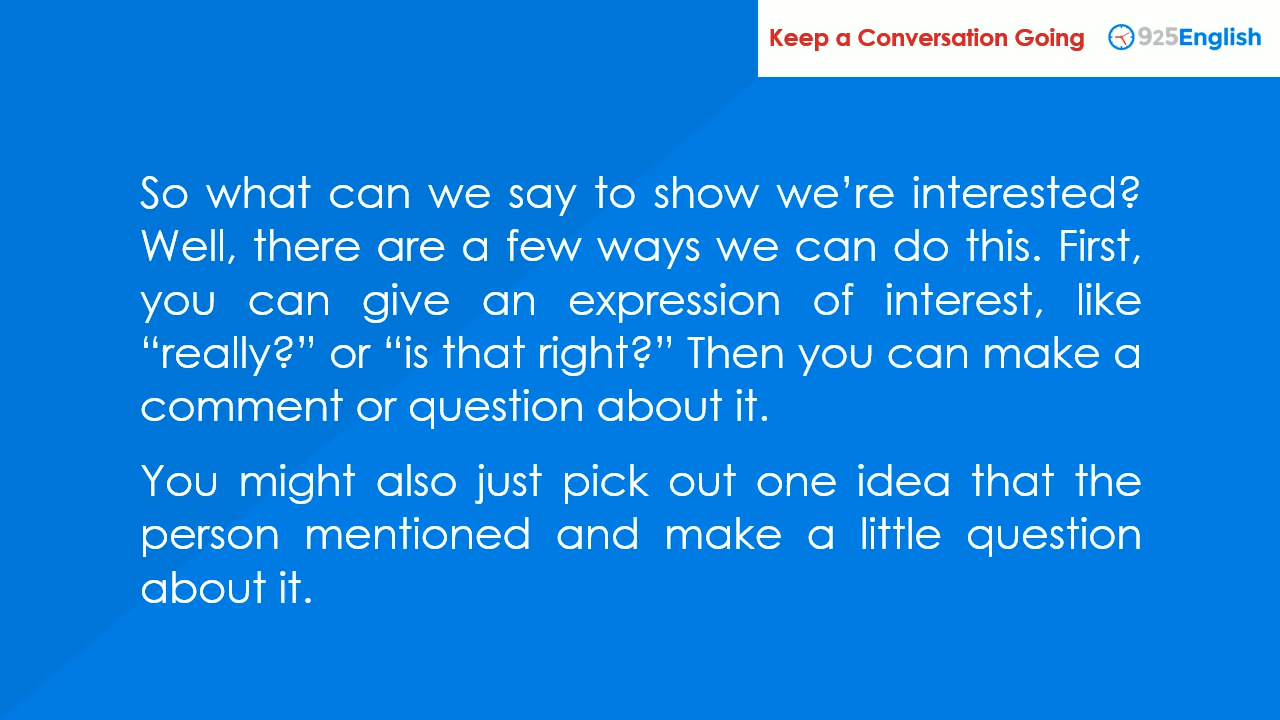 Keep a Conversation Going
925English
So what can we say to show we’re interested?
Well, there are a few ways we can do this. First,
you can give an expression of interest, like
“really?” or “is that right?” Then you can make a
comment or question about it.
You might also just pick out one idea that the
person mentioned and make a little question
about it.